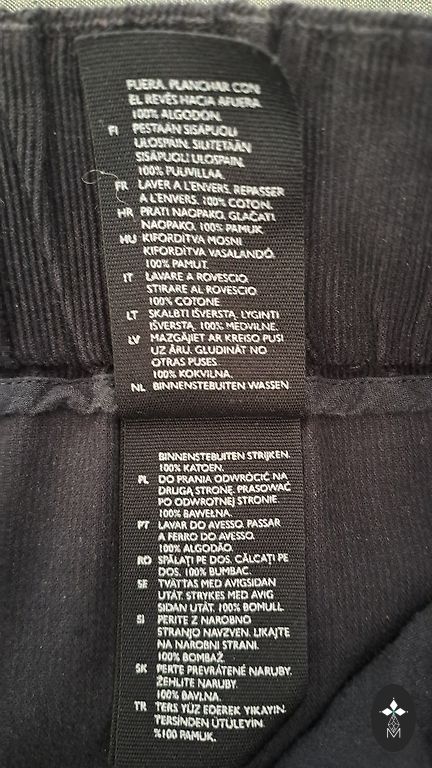 FUERA. PLANCHAR CON
EL REVÉS HACIA AFUERA.
100% ALGODÓN.
FI PESTÄÄN SISÄPUOLI
ULOSPÄIN. SILITETÄÄN
SISÄPUOLI ULOSPÄIN.
100% PUUVILLAA.
FR LAVER A L'ENVERS. REPASSER
A L'ENVERS. 100% COTON.
HR PRATI NAOPAKO. GLAČATI
NAOPAKO. 100% PAMUK.
HU KIFORDÍTVA MOSNI
KIFORDÍTVA VASALANDÓ.
100% PAMUT.
IT LAVARE A ROVESCIO.
STIRARE AL ROVESCIO.
100% COTONE
LT SKALBTI IŠVERSTĄ. LYGINTI
IŠVERSTĄ. 100% MEDVILNĖ.
LV MAZGĀJIET AR KREISO PUSI
UZ ĀRU. GLUDINĀT NO
OTRAS PUSES.
100% KOKVILNA.
NL BINNENSTEBUITEN WASSEN.
BINNENSTEBUITEN STRIJKEN.
100% KATOEN.
PL DO PRANIA ODWRÓCIĆ NA
DRUGĄ STRONĘ. PRASOWAĆ
PO ODWROTNEJ STRONIE.
100% BAWEŁNA.
PT LAVAR DO AVESSO. PASSAR
A FERRO DO AVESSO.
100% ALGODÃO.
RO SPĂLAȚI PE DOS. CĂLCAȚI PE
DOS. 100% BUMBAC.
SE TVÄTTAS MED AVIGSIDAN
UTÅT. STRYKES MED AVIG
SIDAN UTÅT. 100% BOMULL
SI PERITE Z NAROBNO
STRANJO NAVZVEN. LIKAJTE
NA NAROBNI STRANI.
100% BOMBAŽ.
SK PERTE PREVRÁTENÉ NARUBY.
ŽEHLITE NARUBY.
100% BAVLNA.
TR TERS YÜZ EDEREK YIKAYIN.
TERSİNDEN ÜTÜLEYİN.
%100 PAMUK.
M